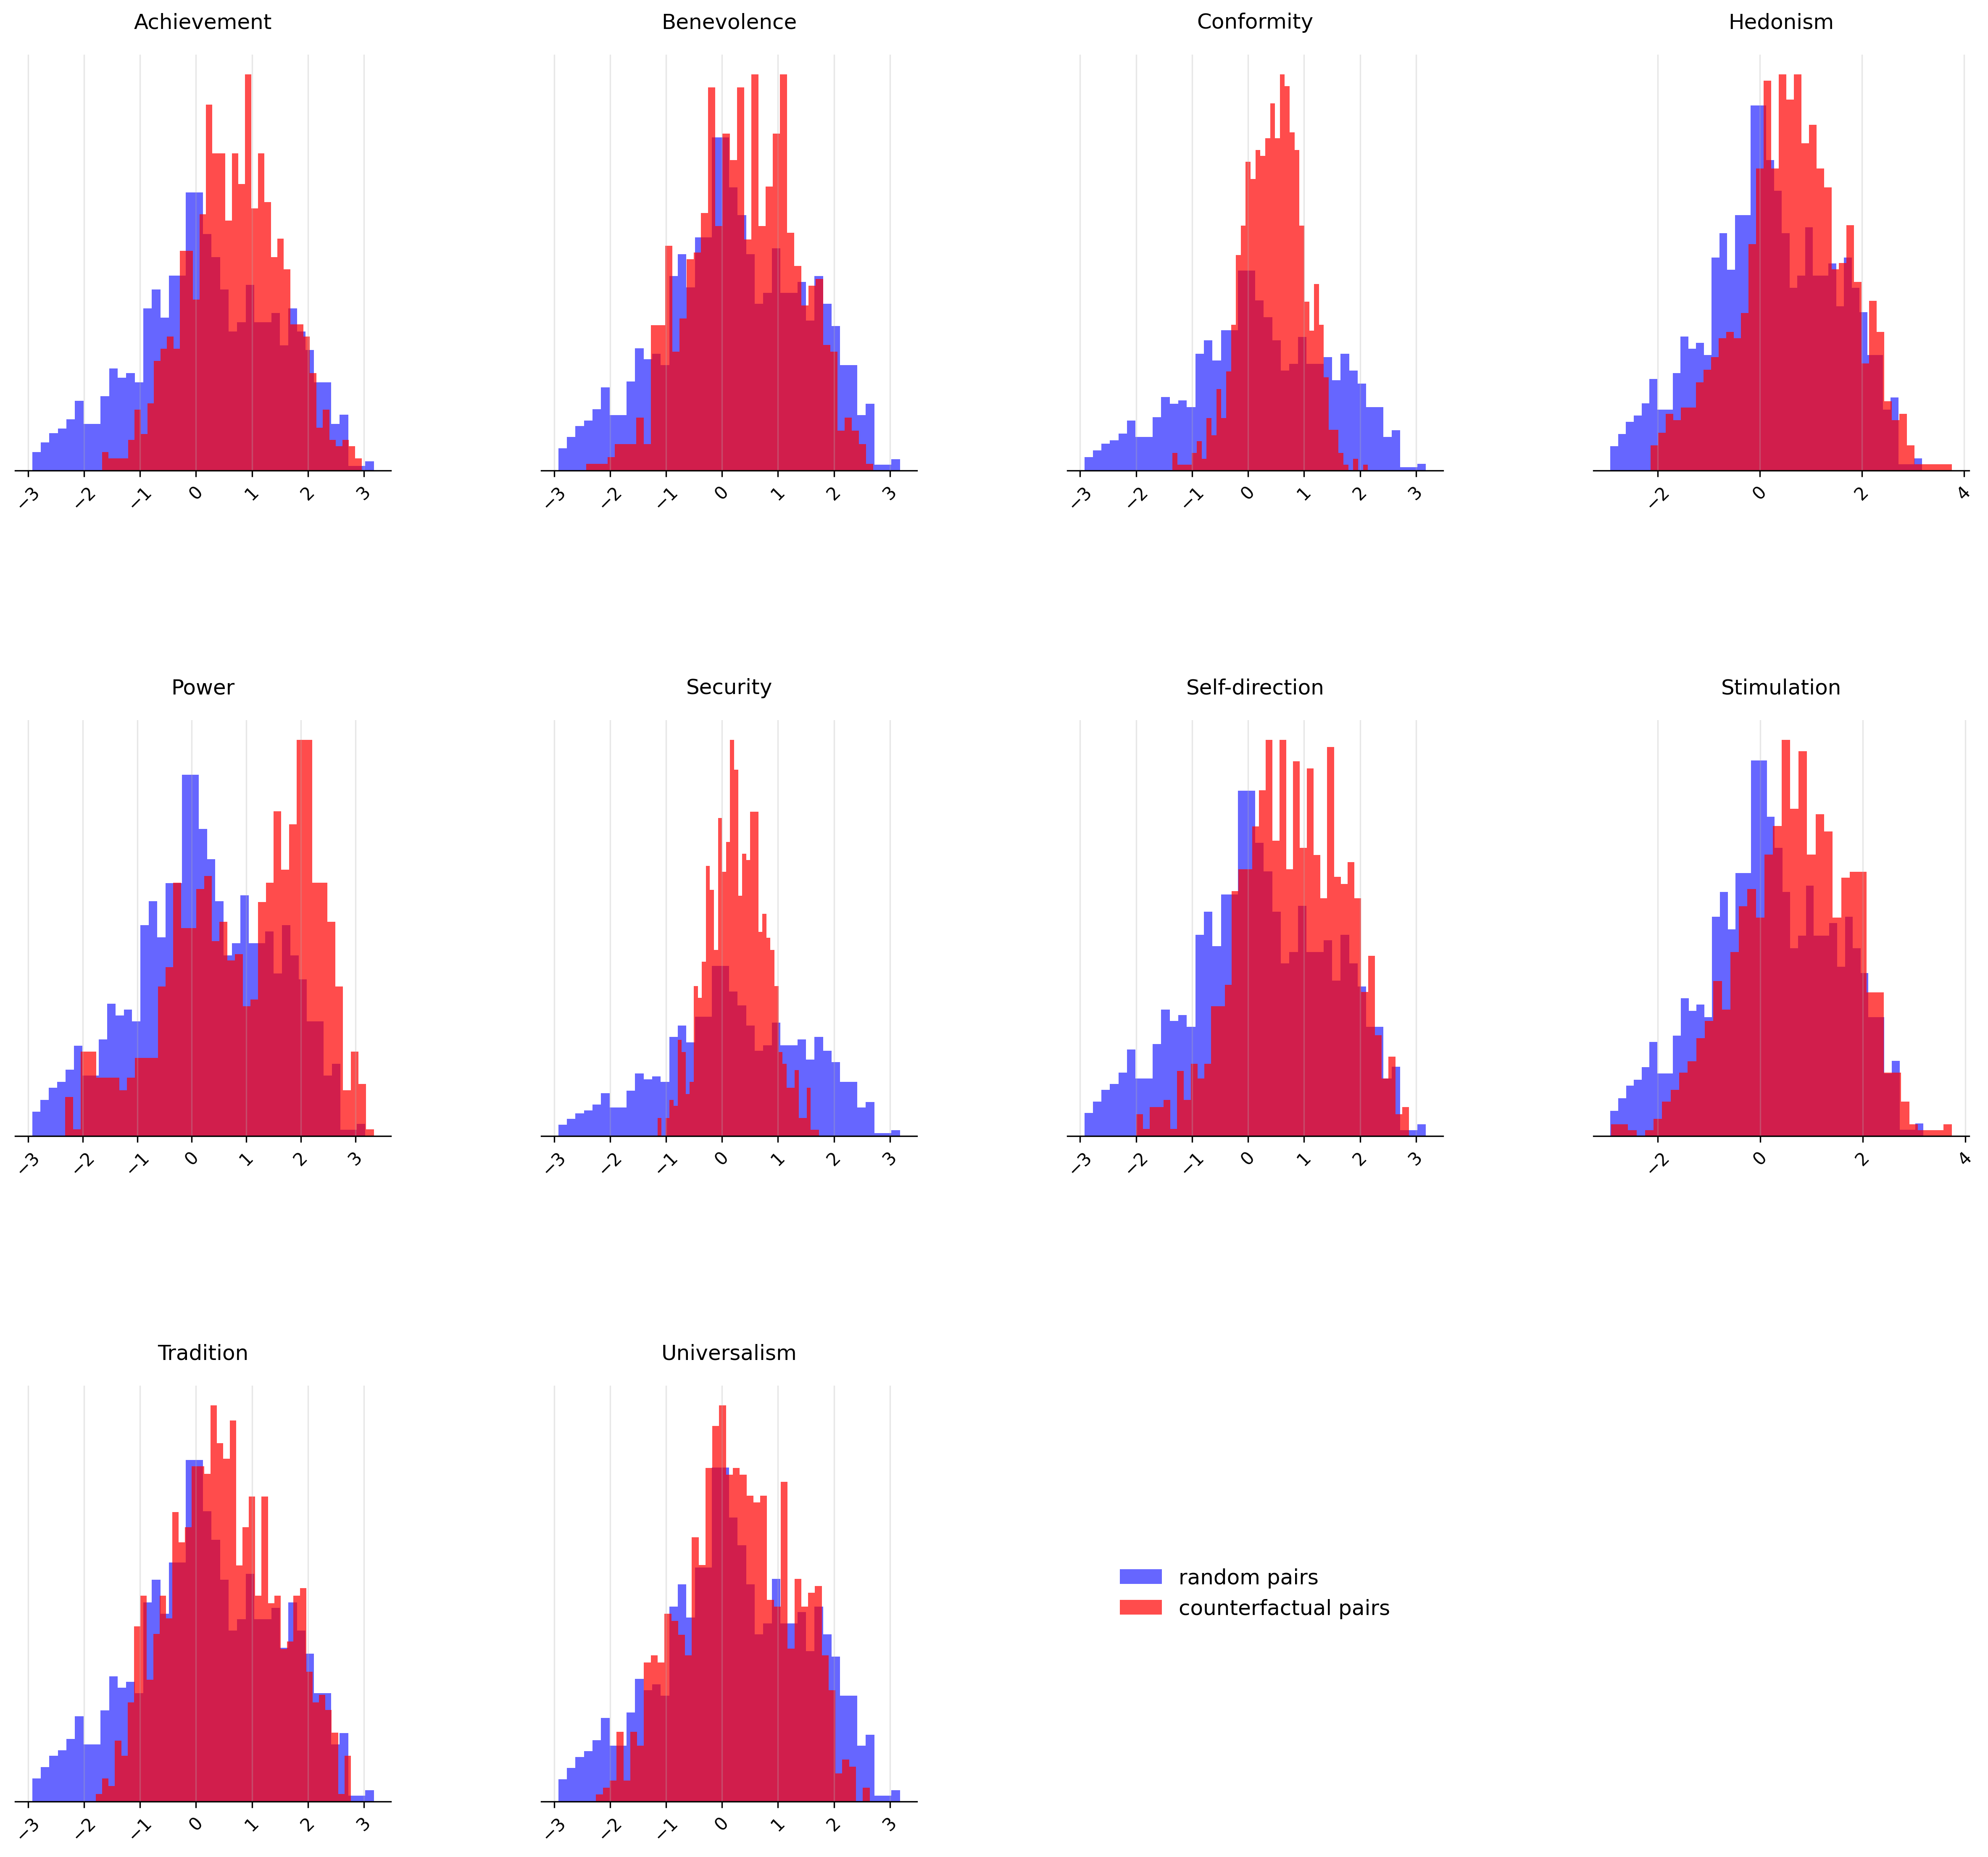 Achievement Benevolence Conformity Hedonism
−3 −2 −1 0 1 2 3 −3 −2 −1 0 1 2 3 −3 −2 −1 0 1 2 3 −2 0 2 4
Power Security Self-direction Stimulation
−3 −2 −1 0 1 2 3 −3 −2 −1 0 1 2 3 −3 −2 −1 0 1 2 3 −2 0 2 4
Tradition Universalism
random pairs
counterfactual pairs
−3 −2 −1 0 1 2 3 −3 −2 −1 0 1 2 3